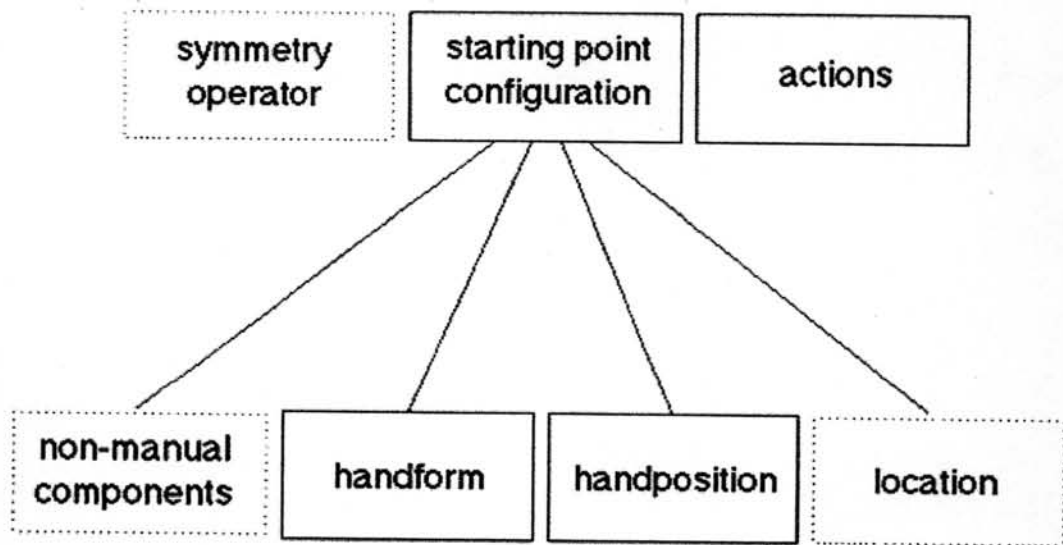 symmetry
operator
starting point
configuration
actions
non-manual
components
handform
handposition
location